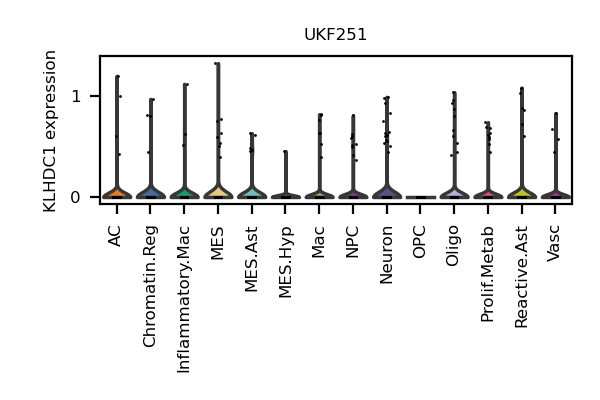 UKF251
KLHDC1 expression
1
0
AC
Chromatin.Reg
Inflammatory.Mac
MES
MES.Ast
MES.Hyp
Mac
NPC
Neuron
OPC
Oligo
Prolif.Metab
Reactive.Ast
Vasc